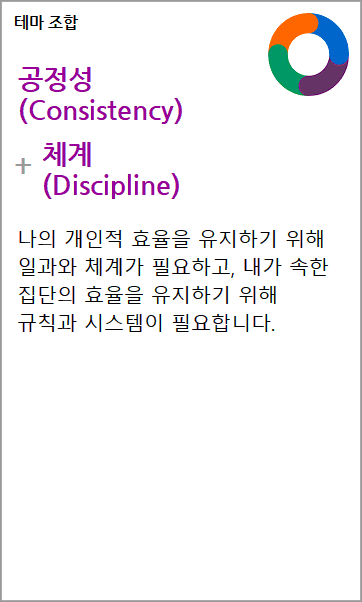 테마 조합
공정성
(Consistency)
+ 체계
(Discipline)
나의 개인적 효율을 유지하기 위해
일과와 체계가 필요하고, 내가 속한
집단의 효율을 유지하기 위해
규칙과 시스템이 필요합니다.